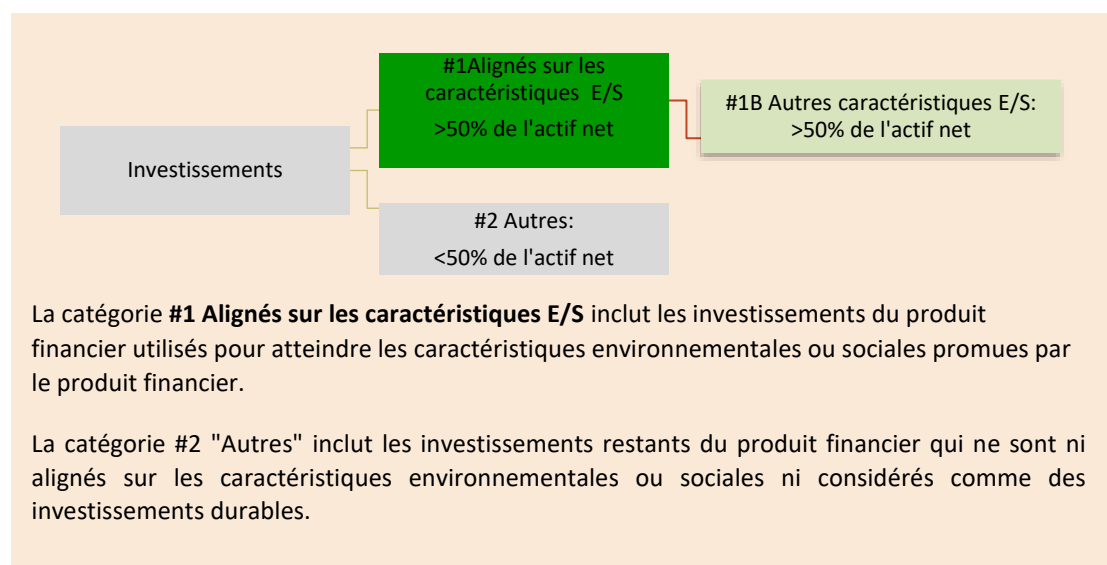 #1Alignés sur les
caractéristiques E/S
>50% de l'actif net
#1B Autres caractéristiques E/S:
>50% de l'actif net
Investissements
#2 Autres:
<50% de l'actif net
La catégorie #1 Alignés sur les caractéristiques E/S inclut les investissements du produit
financier utilisés pour atteindre les caractéristiques environnementales ou sociales promues par
le produit financier.
La catégorie #2 "Autres" inclut les investissements restants du produit financier qui ne sont ni
alignés sur les caractéristiques environnementales ou sociales ni considérés comme des
investissements durables.